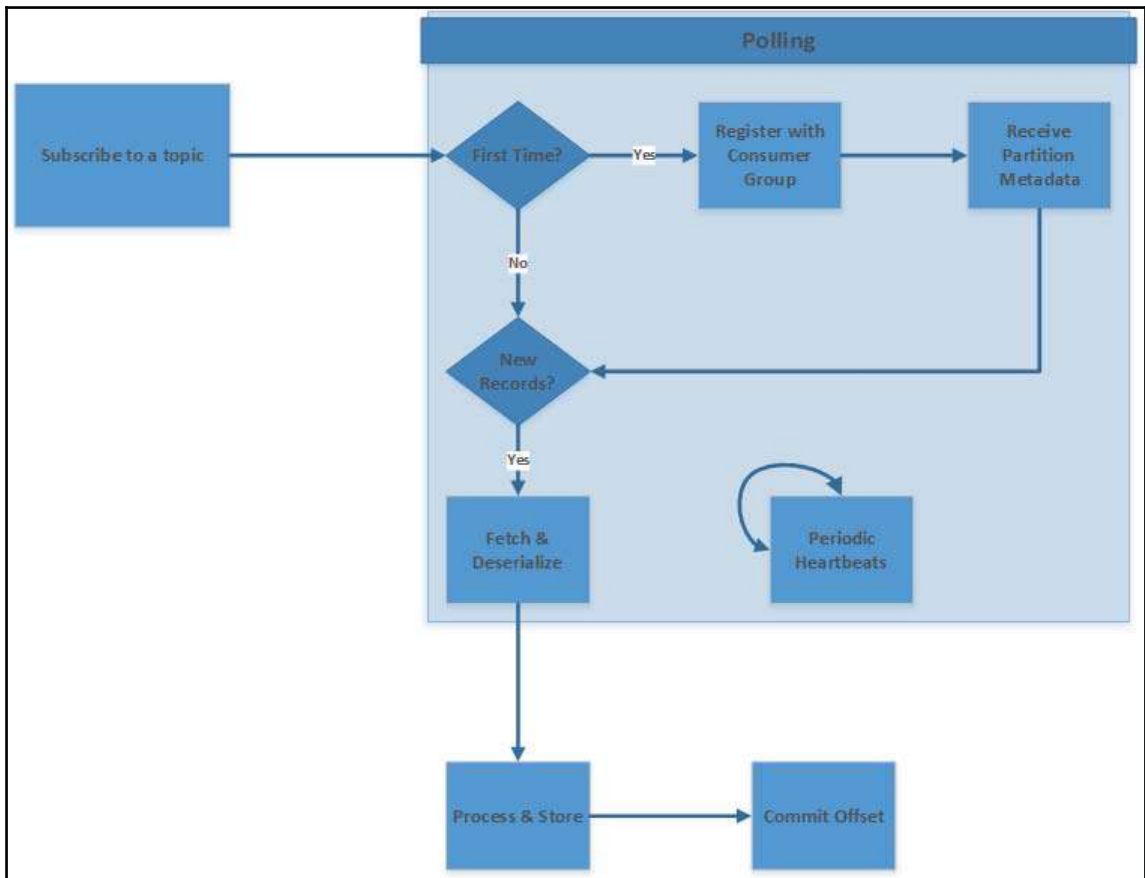 Polling
Subscribe to a topic
First Time?
Yes
Register with
Consumer
Group
Receive
Partition
Metadata
No
New
Records?
Yes
Fetch &
Deserialize
Periodic
Heartbeats
Process & Store
Commit Offset